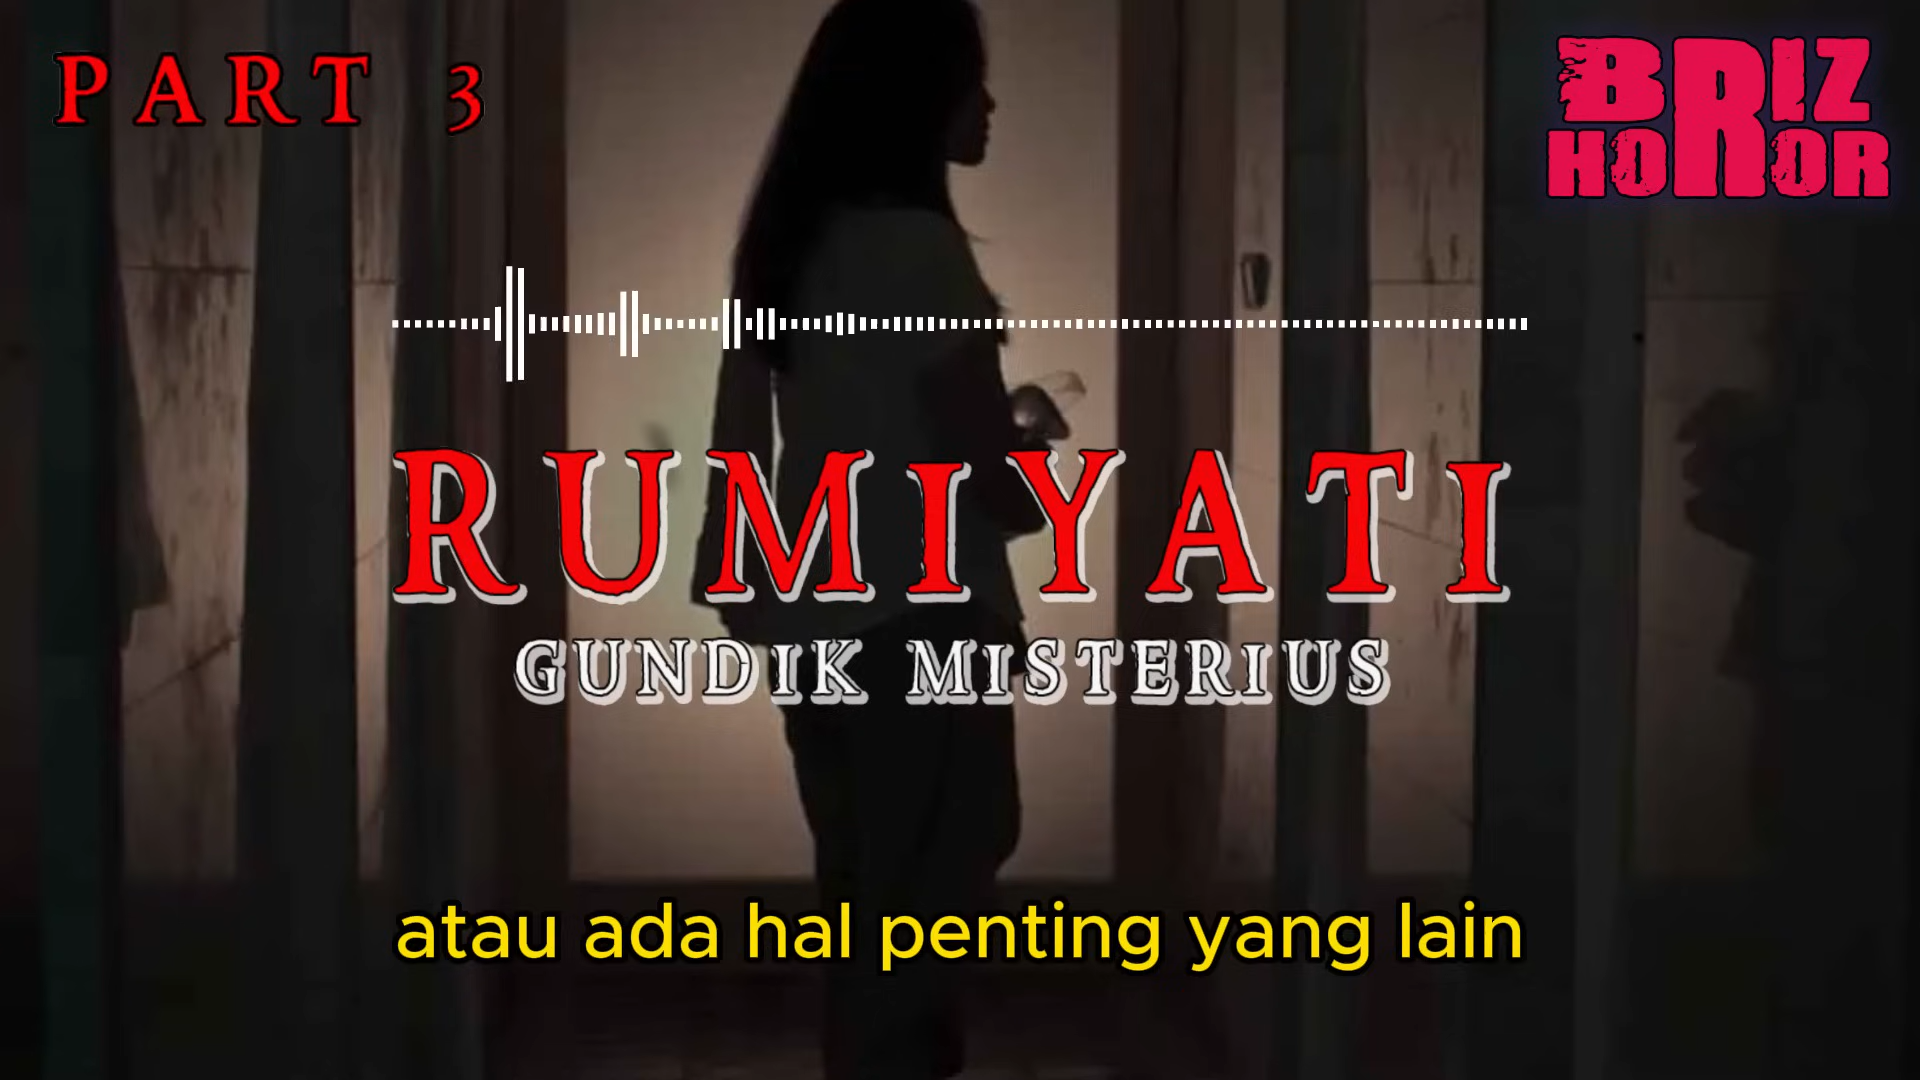 PART 3
BRIZ
HOROR
RUMIYATI
GUNDIK MISTERIUS
atau ada hal penting yang lain